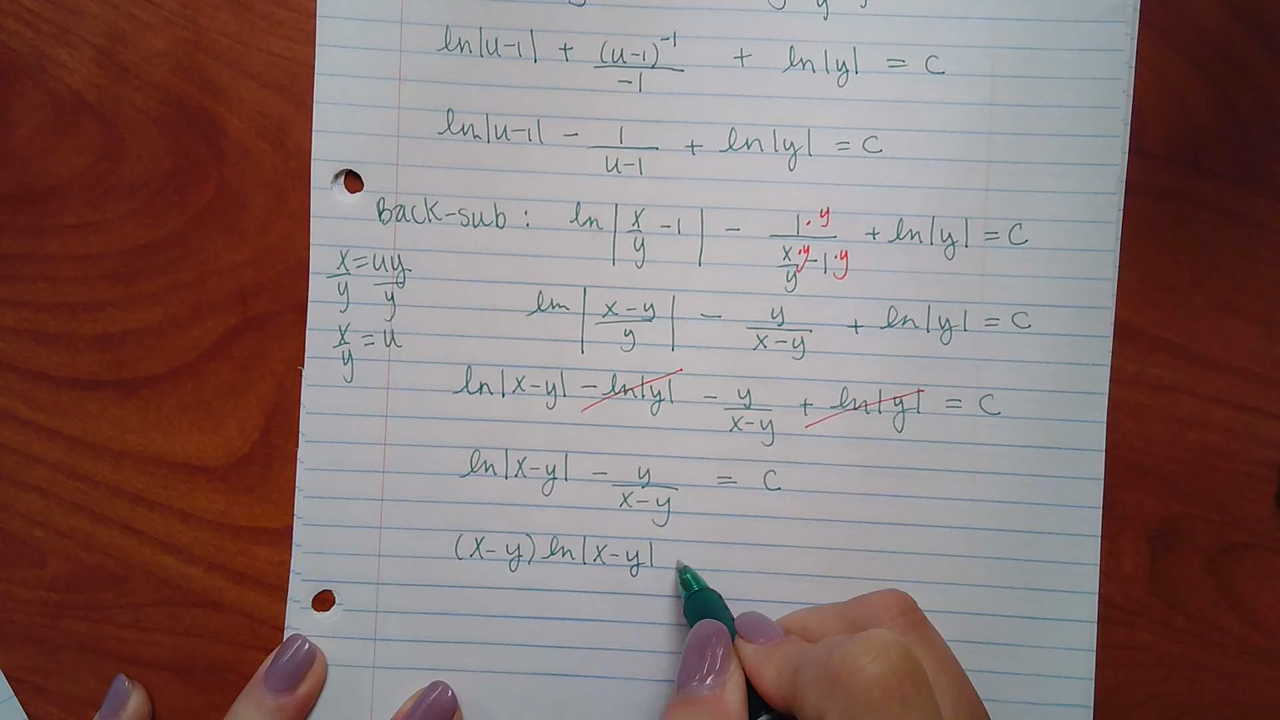 ln|u-1| + (u-1)^-1/-1 + ln|y| = C
ln|u-1| - 1/(u-1) + ln|y| = C
Back-sub: ln|x/y - 1| - (1·y)/(x/y·y - 1·y) + ln|y| = C
x/y = uy/y
ln|(x-y)/y| - y/(x-y) + ln|y| = C
x/y = u
ln|x-y| - ln|y| - y/(x-y) + ln|y| = C
ln|x-y| - y/(x-y) = C
(x-y) ln|x-y|